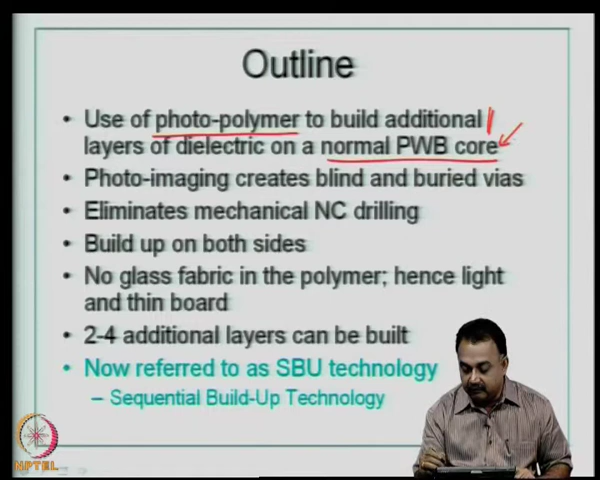 Outline
• Use of photo-polymer to build additional
layers of dielectric on a normal PWB core
• Photo-imaging creates blind and buried vias
• Eliminates mechanical NC drilling
• Build up on both sides
• No glass fabric in the polymer; hence light
and thin board
• 2-4 additional layers can be built
• Now referred to as SBU technology
– Sequential Build-Up Technology
NPTEL